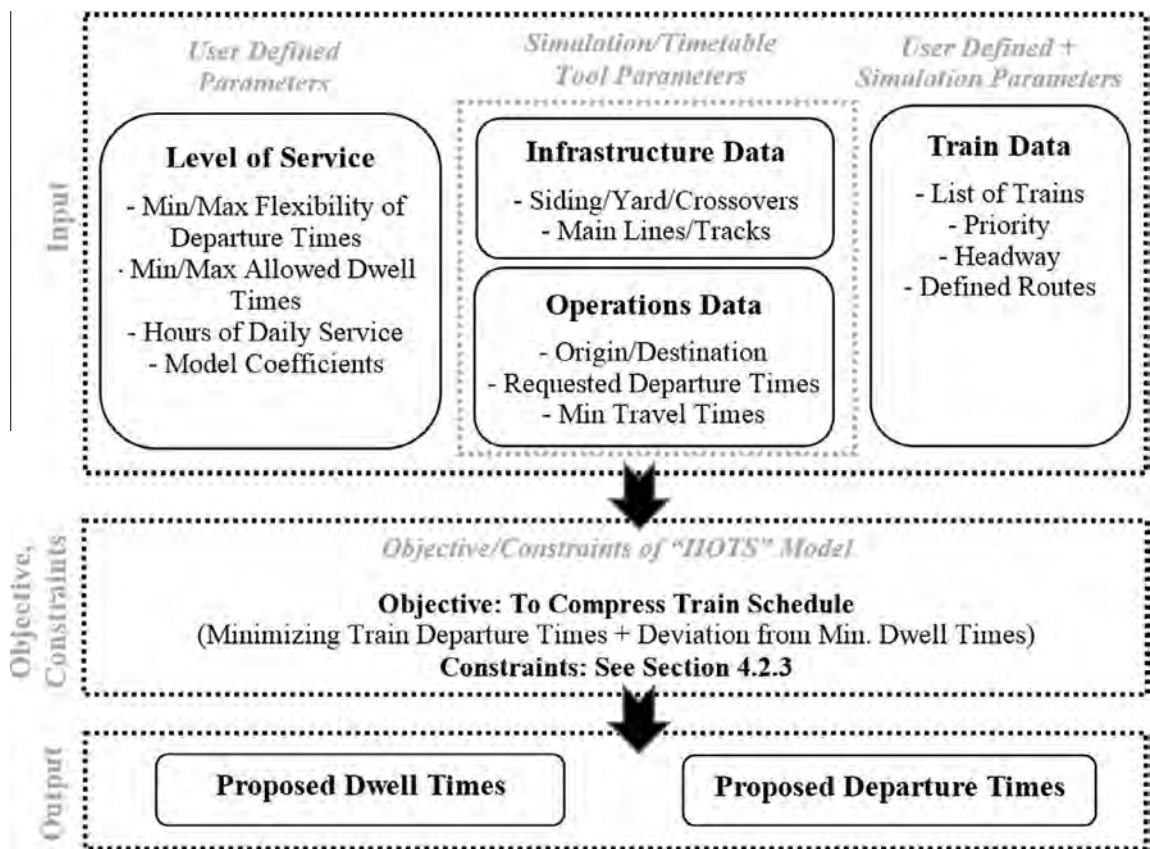 Input
User Defined
Parameters
Level of Service
- Min/Max Flexibility of
Departure Times
- Min/Max Allowed Dwell
Times
- Hours of Daily Service
- Model Coefficients
Simulation/Timetable
Tool Parameters
Infrastructure Data
- Siding/Yard/Crossovers
- Main Lines/Tracks
Operations Data
- Origin/Destination
- Requested Departure Times
- Min Travel Times
User Defined +
Simulation Parameters
Train Data
- List of Trains
- Priority
- Headway
- Defined Routes
Objective,
Constraints
Objective/Constraints of "HOTS" Model
Objective: To Compress Train Schedule
(Minimizing Train Departure Times + Deviation from Min. Dwell Times)
Constraints: See Section 4.2.3
Output
Proposed Dwell Times
Proposed Departure Times